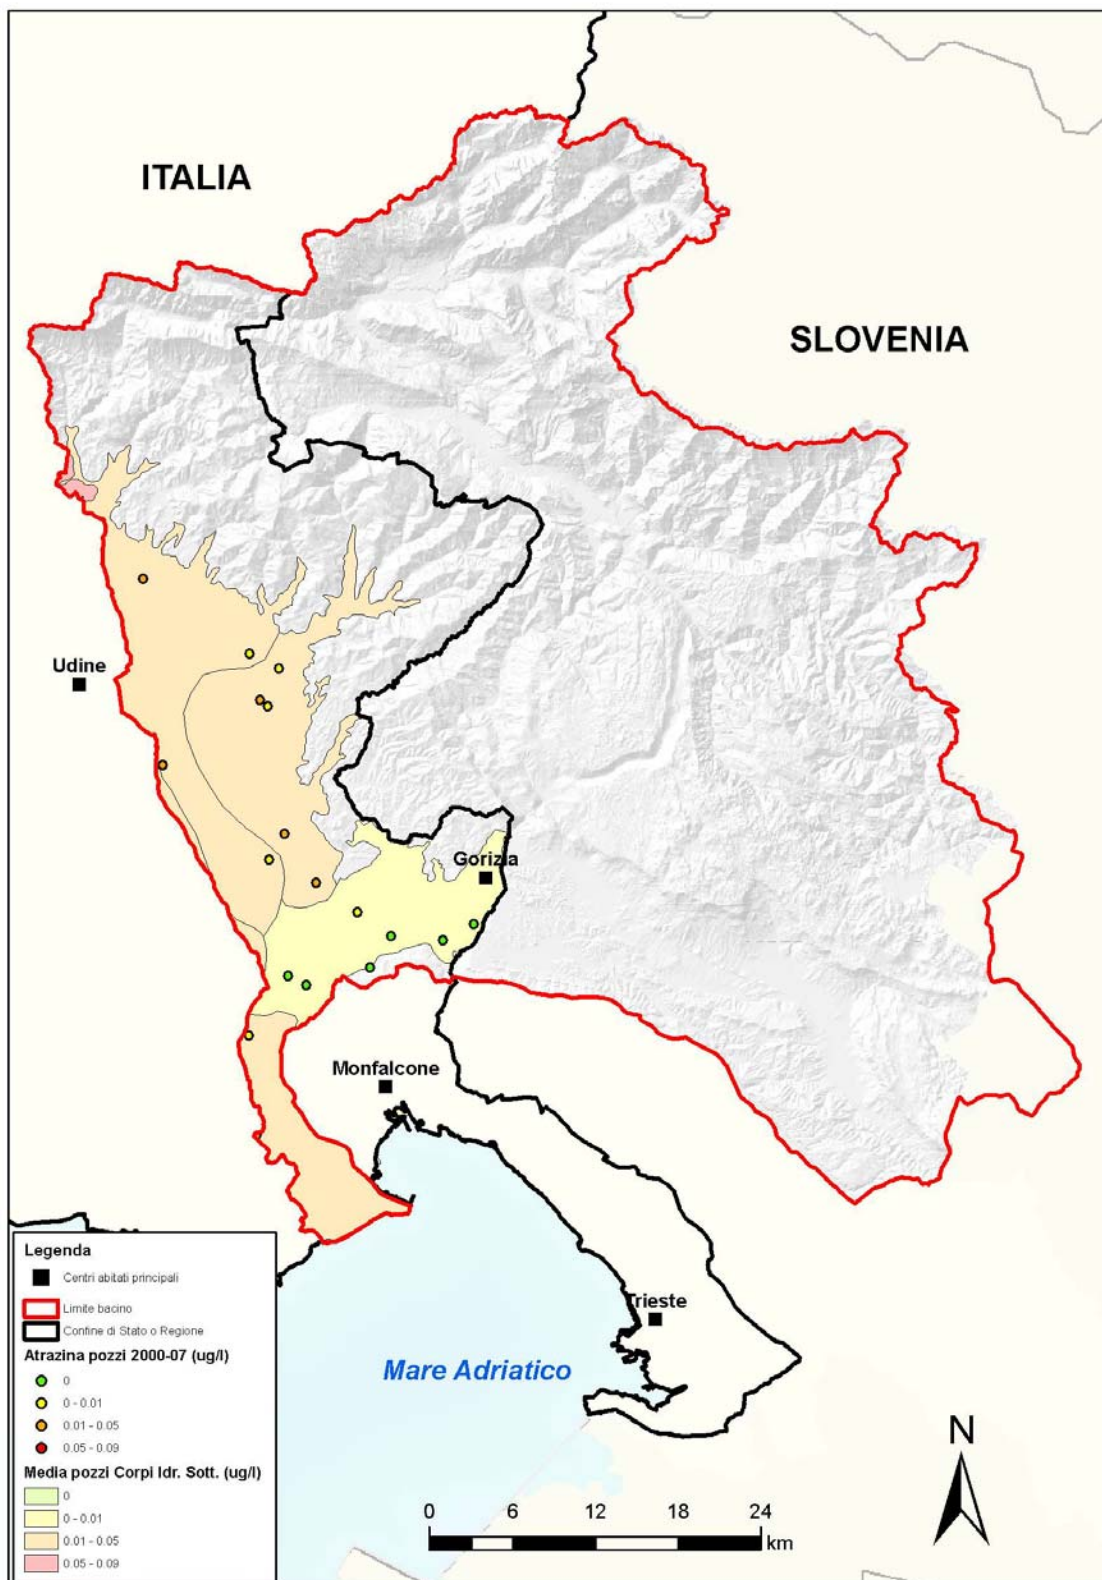 ITALIA
SLOVENIA
Udine
Gorizia
Monfalcone
Trieste
Mare Adriatico
Legenda
Centri abitati principali
Limite bacino
Confine di Stato o Regione
Atrazina pozzi 2000-07 (ug/l)
0
0 - 0.01
0.01 - 0.05
0.05 - 0.09
Media pozzi Corpi Idr. Sott. (ug/l)
0
0 - 0.01
0.01 - 0.05
0.05 - 0.09
0 6 12 18 24
km
N